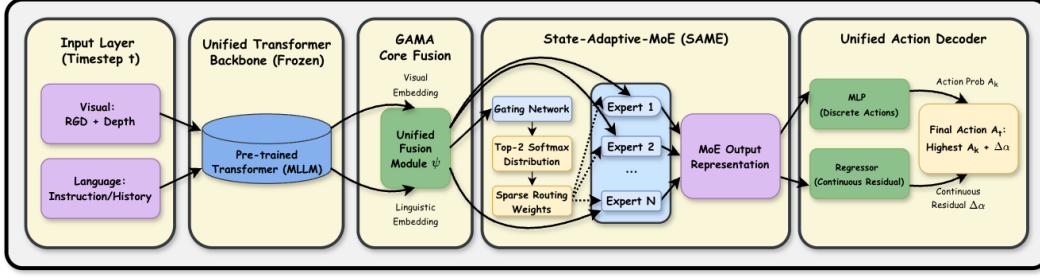 Input Layer
(Timestep t)
Visual:
RGD + Depth
Language:
Instruction/History
Unified Transformer
Backbone (Frozen)
Pre-trained
Transformer (MLLM)
GAMA
Core Fusion
Visual
Embedding
Unified
Fusion
Module ψ
Linguistic
Embedding
State-Adaptive-MoE (SAME)
Gating Network
Top-2 Softmax
Distribution
Sparse Routing
Weights
Expert 1
Expert 2
...
Expert N
MoE Output
Representation
Unified Action Decoder
MLP
(Discrete Actions)
Regressor
(Continuous Residual)
Action Prob Aₖ
Final Action Aₜ:
Highest Aₖ + Δα
Continuous
Residual Δα